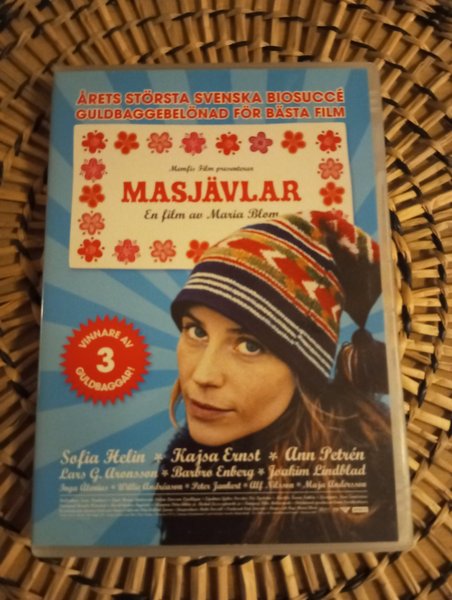 ÅRETS STÖRSTA SVENSKA BIOSUCCÉ
GULDBAGGEBELÖNAD FÖR BÄSTA FILM
Memfis Film presenterar
MASJÄVLAR
En film av Maria Blom
VINNARE AV
3
GULDBAGGAR!
Sofia Helin * Kajsa Ernst * Ann Petrén
Lars G. Aronsson * Barbro Enberg * Joakim Lindblad
Inga Ålenius * Willie Andréason * Peter Jankert * Alf Nilsson * Maja Andersson